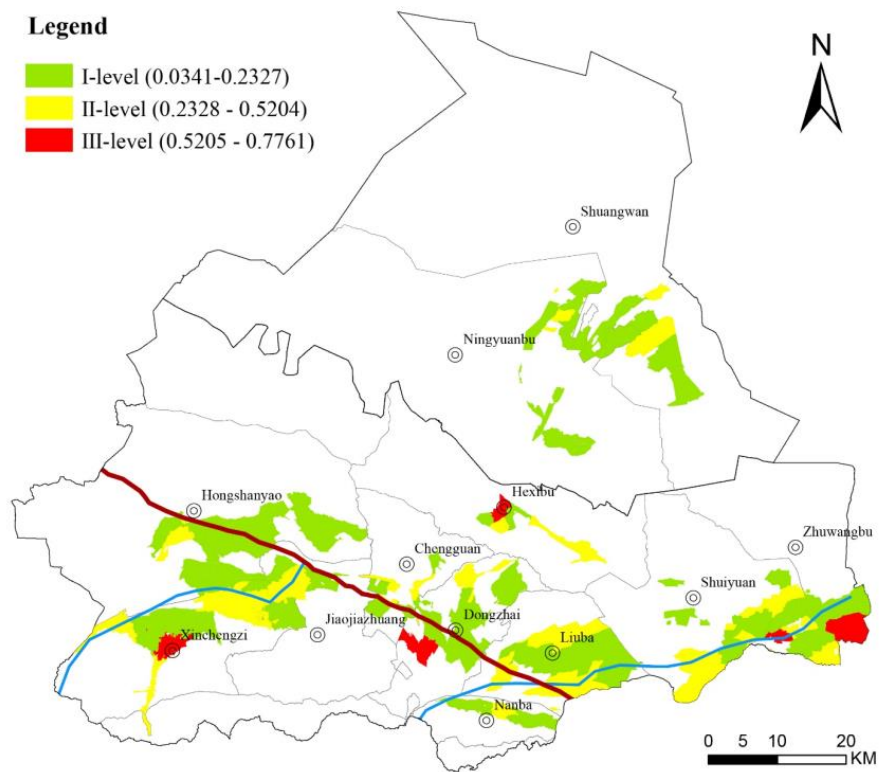 Legend
I-level (0.0341-0.2327)
II-level (0.2328 - 0.5204)
III-level (0.5205 - 0.7761)
N
Shuangwan
Ningyuanbu
Hongshanyao
Hexibu
Zhuwangbu
Chengguan
Shuiyuan
Dongzhai
Jiaojiazhuang
Xinchengzi
Liuba
Nanba
0 5 10 20
KM